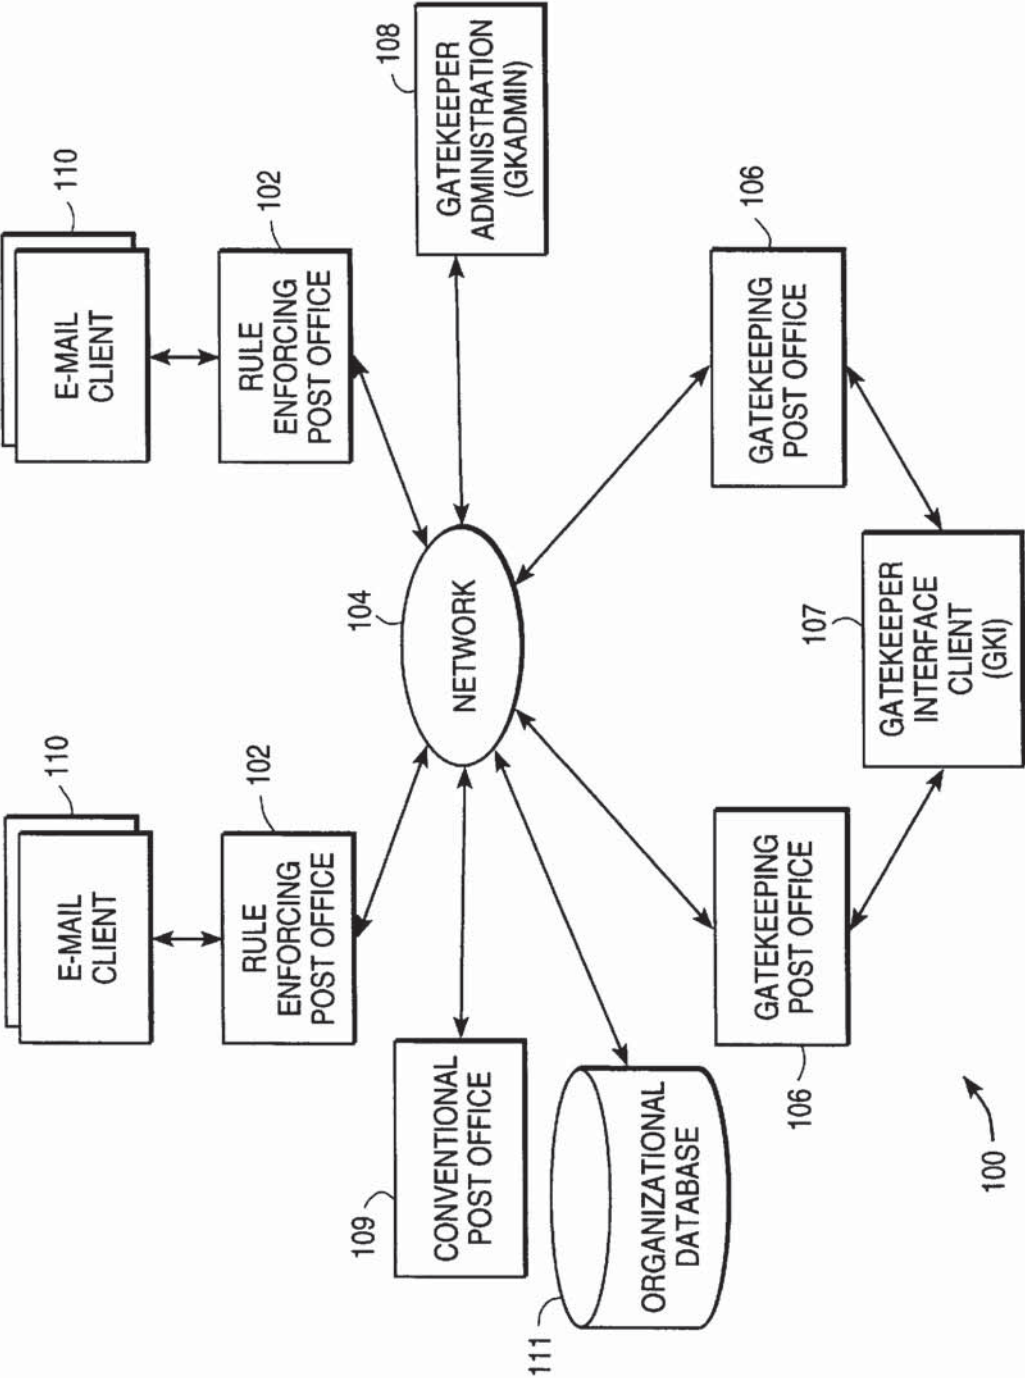 110
E-MAIL
CLIENT
110
E-MAIL
CLIENT
102
RULE
ENFORCING
POST OFFICE
102
RULE
ENFORCING
POST OFFICE
109
CONVENTIONAL
POST OFFICE
104
NETWORK
108
GATEKEEPER
ADMINISTRATION
(GKADMIN)
111
ORGANIZATIONAL
DATABASE
106
GATEKEEPING
POST OFFICE
106
GATEKEEPING
POST OFFICE
107
GATEKEEPER
INTERFACE
CLIENT
(GKI)
100